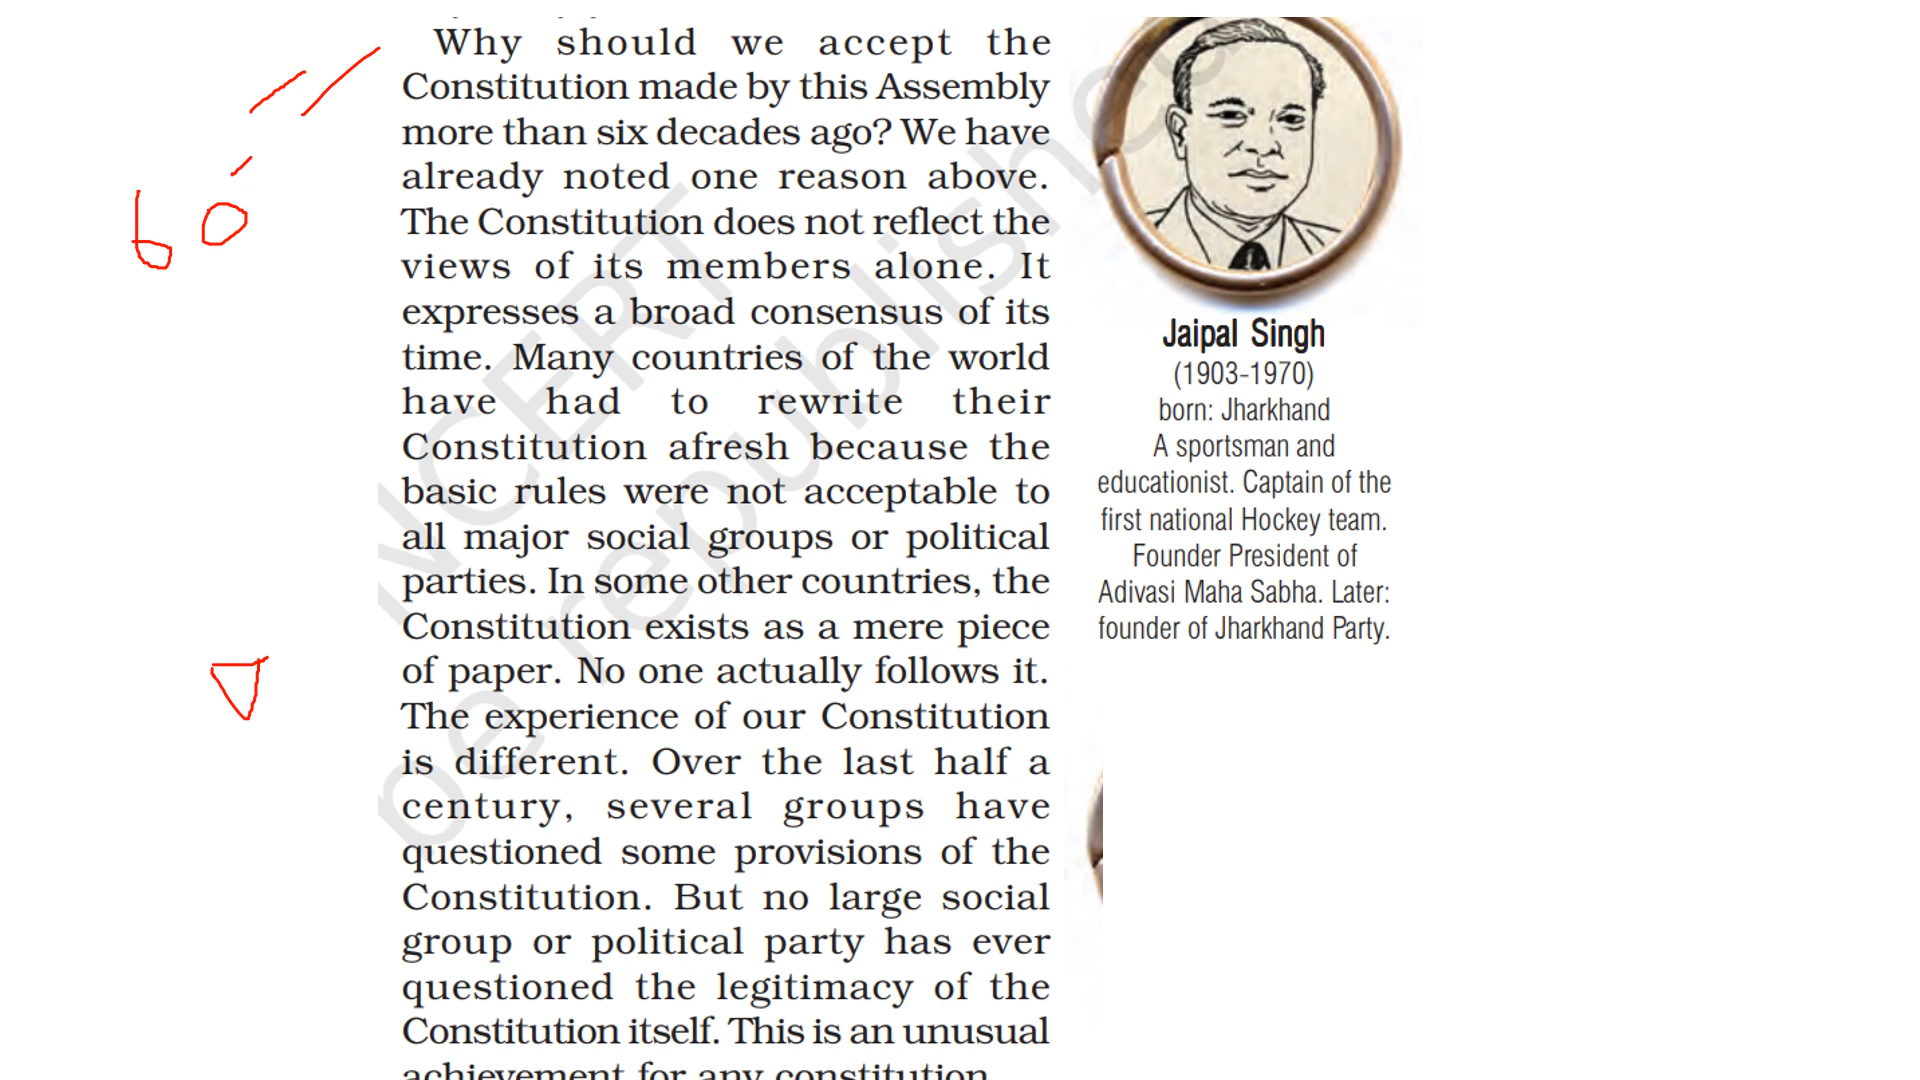 Why should we accept the
Constitution made by this Assembly
more than six decades ago? We have
already noted one reason above.
The Constitution does not reflect the
views of its members alone. It
expresses a broad consensus of its
time. Many countries of the world
have had to rewrite their
Constitution afresh because the
basic rules were not acceptable to
all major social groups or political
parties. In some other countries, the
Constitution exists as a mere piece
of paper. No one actually follows it.
The experience of our Constitution
is different. Over the last half a
century, several groups have
questioned some provisions of the
Constitution. But no large social
group or political party has ever
questioned the legitimacy of the
Constitution itself. This is an unusual
achievement for any constitution.
Jaipal Singh
(1903-1970)
born: Jharkhand
A sportsman and
educationist. Captain of the
first national Hockey team.
Founder President of
Adivasi Maha Sabha. Later:
founder of Jharkhand Party.
60
NCERT
be republished